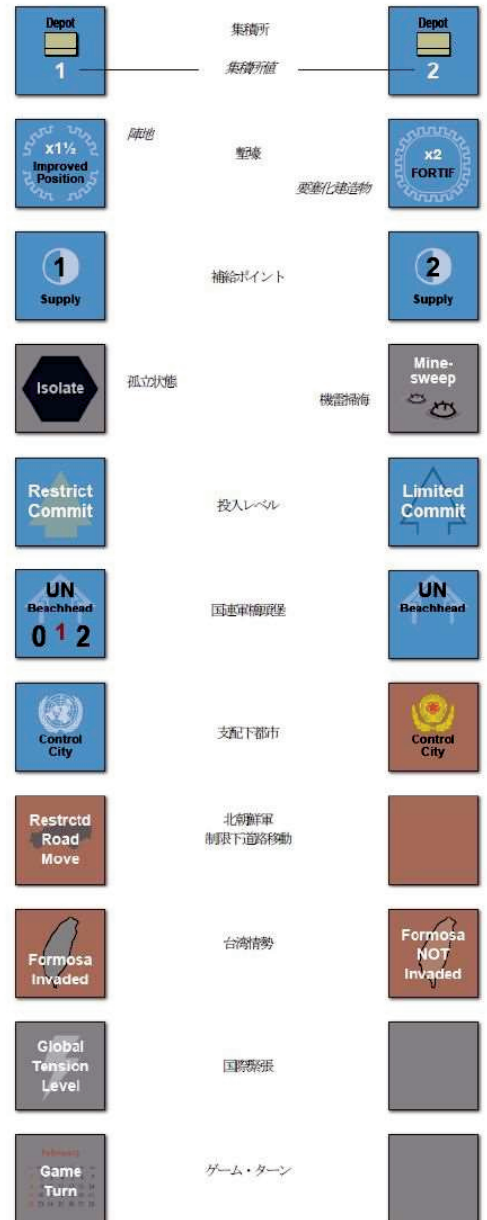 Depot
1
集積所
集積所値
Depot
2
x1½
Improved
Position
陣地
塹壕
要塞化建造物
x2
FORTIF
1
Supply
補給ポイント
2
Supply
Isolate
孤立状態
機雷掃海
Mine-
sweep
Restrict
Commit
投入レベル
Limited
Commit
UN
Beachhead
0 1 2
国連軍橋頭堡
UN
Beachhead
Control
City
支配下都市
Control
City
Restrctd
Road
Move
北朝鮮軍
制限下道路移動
Formosa
Invaded
台湾情勢
Formosa
NOT
Invaded
Global
Tension
Level
国際緊張
February
Game
Turn
ゲーム・ターン